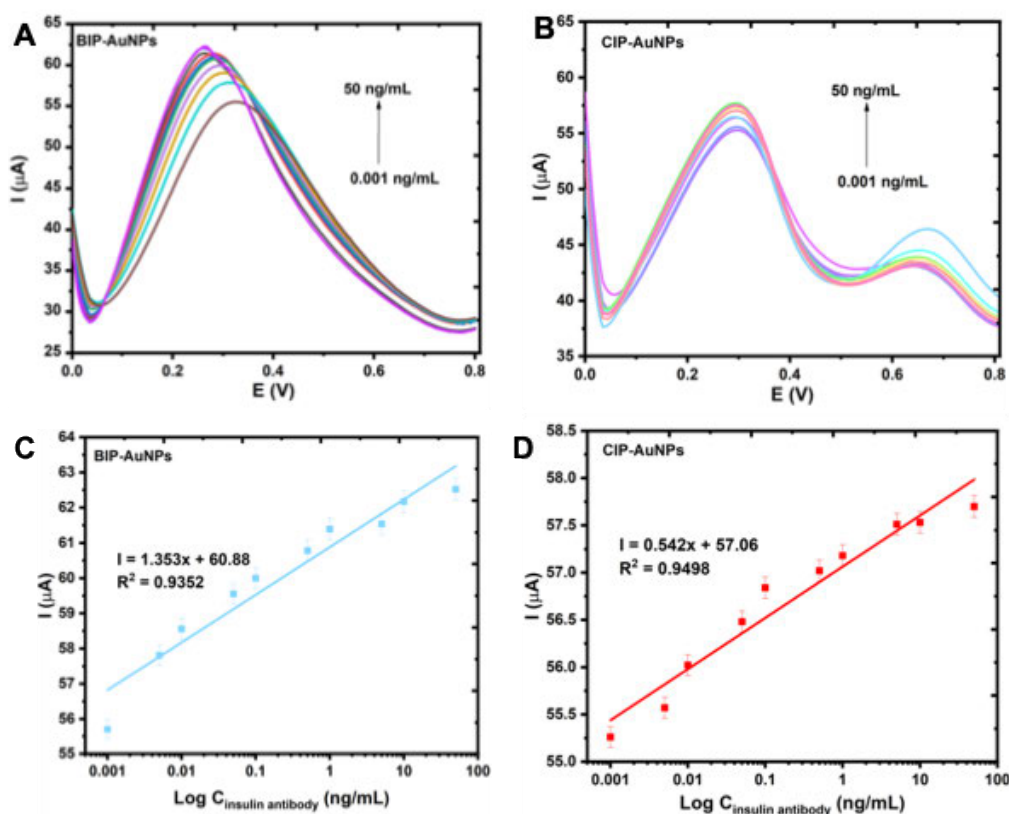 A
BIP-AuNPs
65
60
55
50
45
40
35
30
25
I (μA)
50 ng/mL
0.001 ng/mL
0.0
0.2
0.4
0.6
0.8
E (V)
B
CIP-AuNPs
65
60
55
50
45
40
35
I (μA)
50 ng/mL
0.001 ng/mL
0.0
0.2
0.4
0.6
0.8
E (V)
C
BIP-AuNPs
64
63
62
61
60
59
58
57
56
55
I (μA)
I = 1.353x + 60.88
R² = 0.9352
0.001
0.01
0.1
1
10
100
Log C insulin antibody (ng/mL)
D
CIP-AuNPs
58.5
58.0
57.5
57.0
56.5
56.0
55.5
55.0
I (μA)
I = 0.542x + 57.06
R² = 0.9498
0.001
0.01
0.1
1
10
100
Log C insulin antibody (ng/mL)